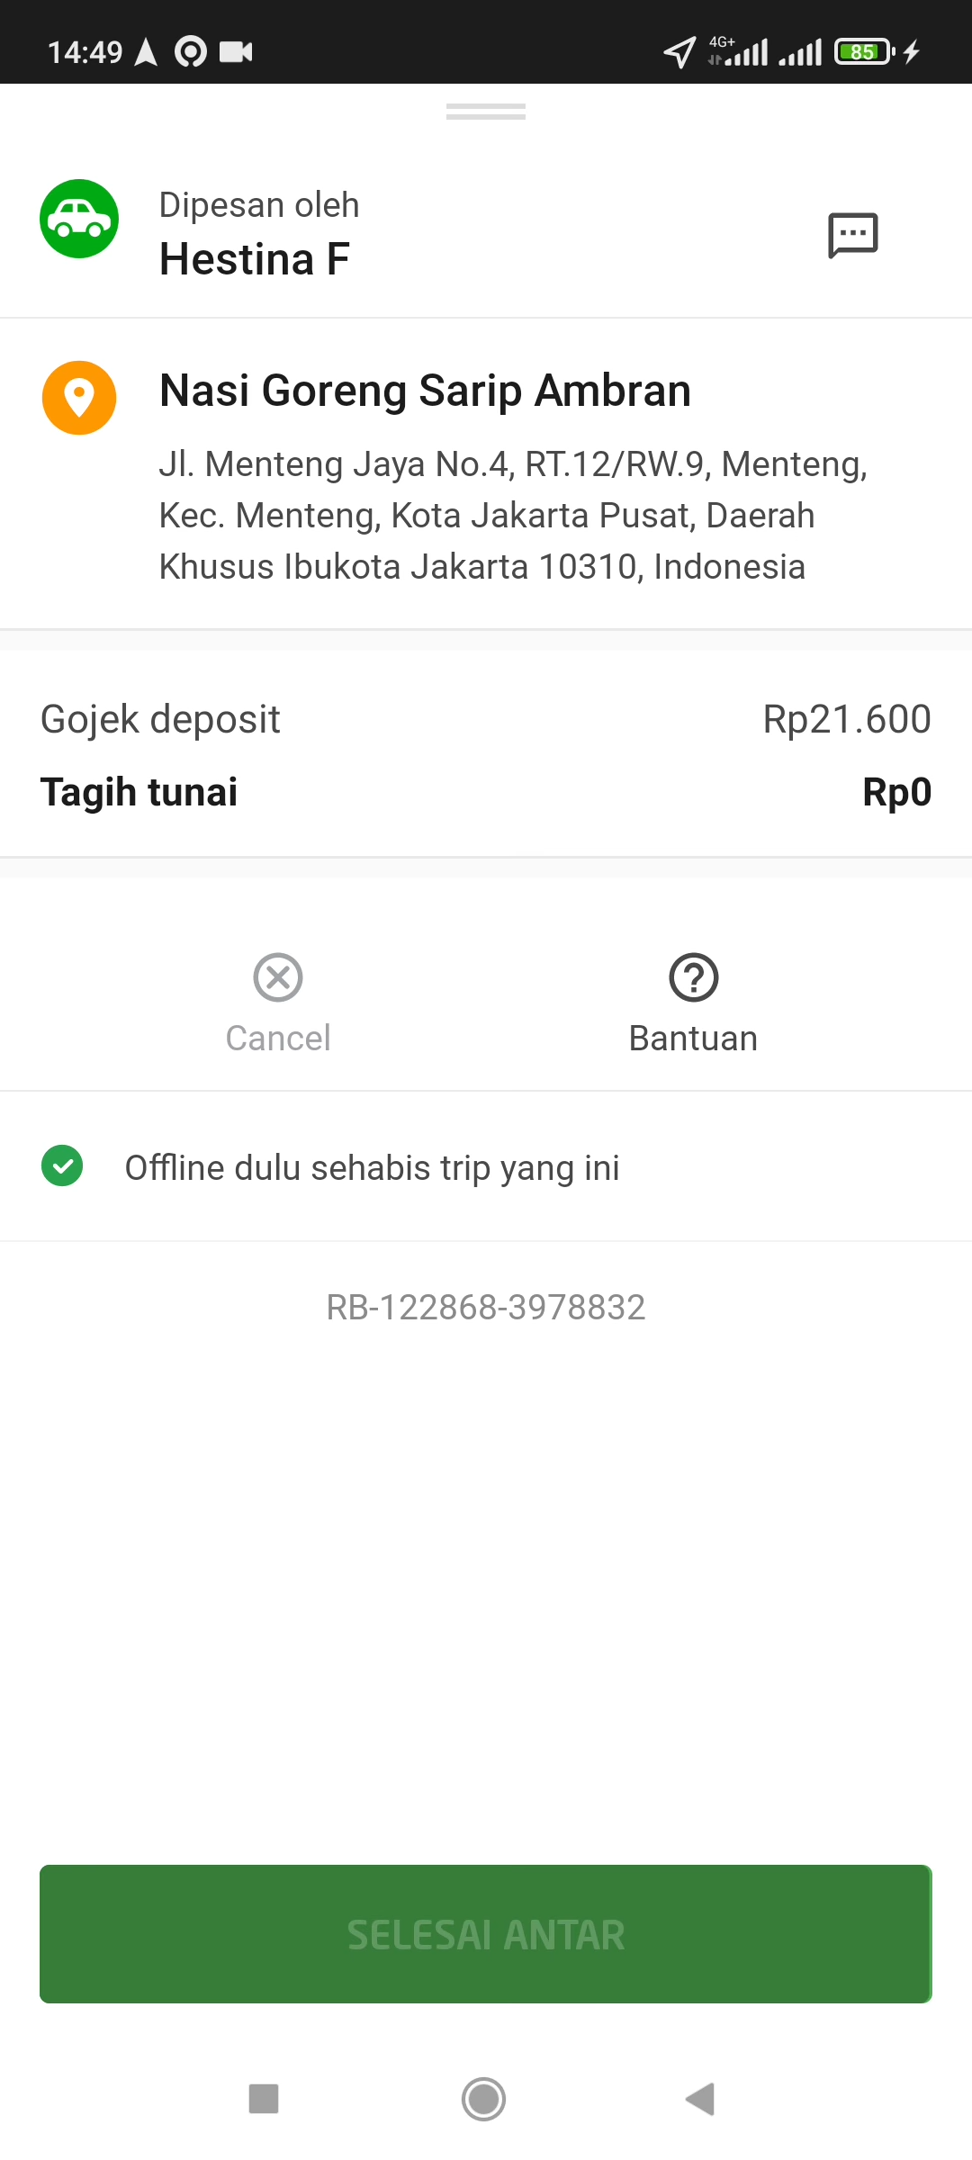 14:49
4G+
85
Dipesan oleh
Hestina F
Nasi Goreng Sarip Ambran
Jl. Menteng Jaya No.4, RT.12/RW.9, Menteng,
Kec. Menteng, Kota Jakarta Pusat, Daerah
Khusus Ibukota Jakarta 10310, Indonesia
Gojek deposit Rp21.600
Tagih tunai Rp0
Cancel Bantuan
Offline dulu sehabis trip yang ini
RB-122868-3978832
SELESAI ANTAR